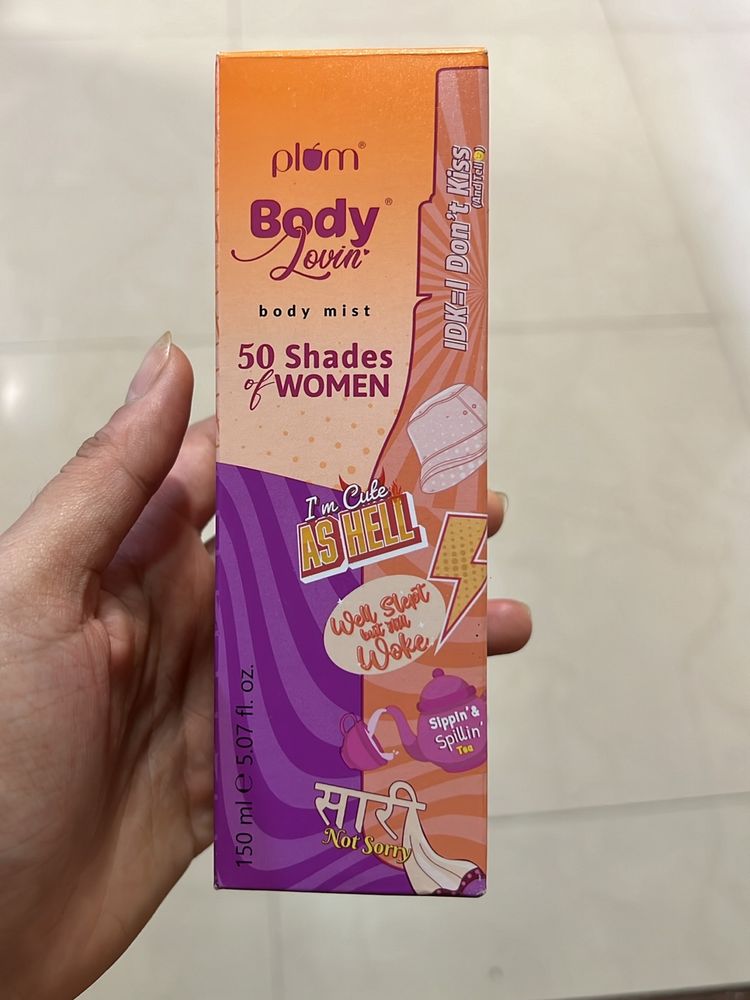 plum®
Body®
Lovin'
body mist
50 Shades
of WOMEN
IDK=I Don't Kiss
(And Tell)
I'm Cute
AS HELL
Well Slept
but still
Woke
Sippin' &
Spillin'
Tea
सारी
Not Sorry
150 ml e 5.07 fl. oz.